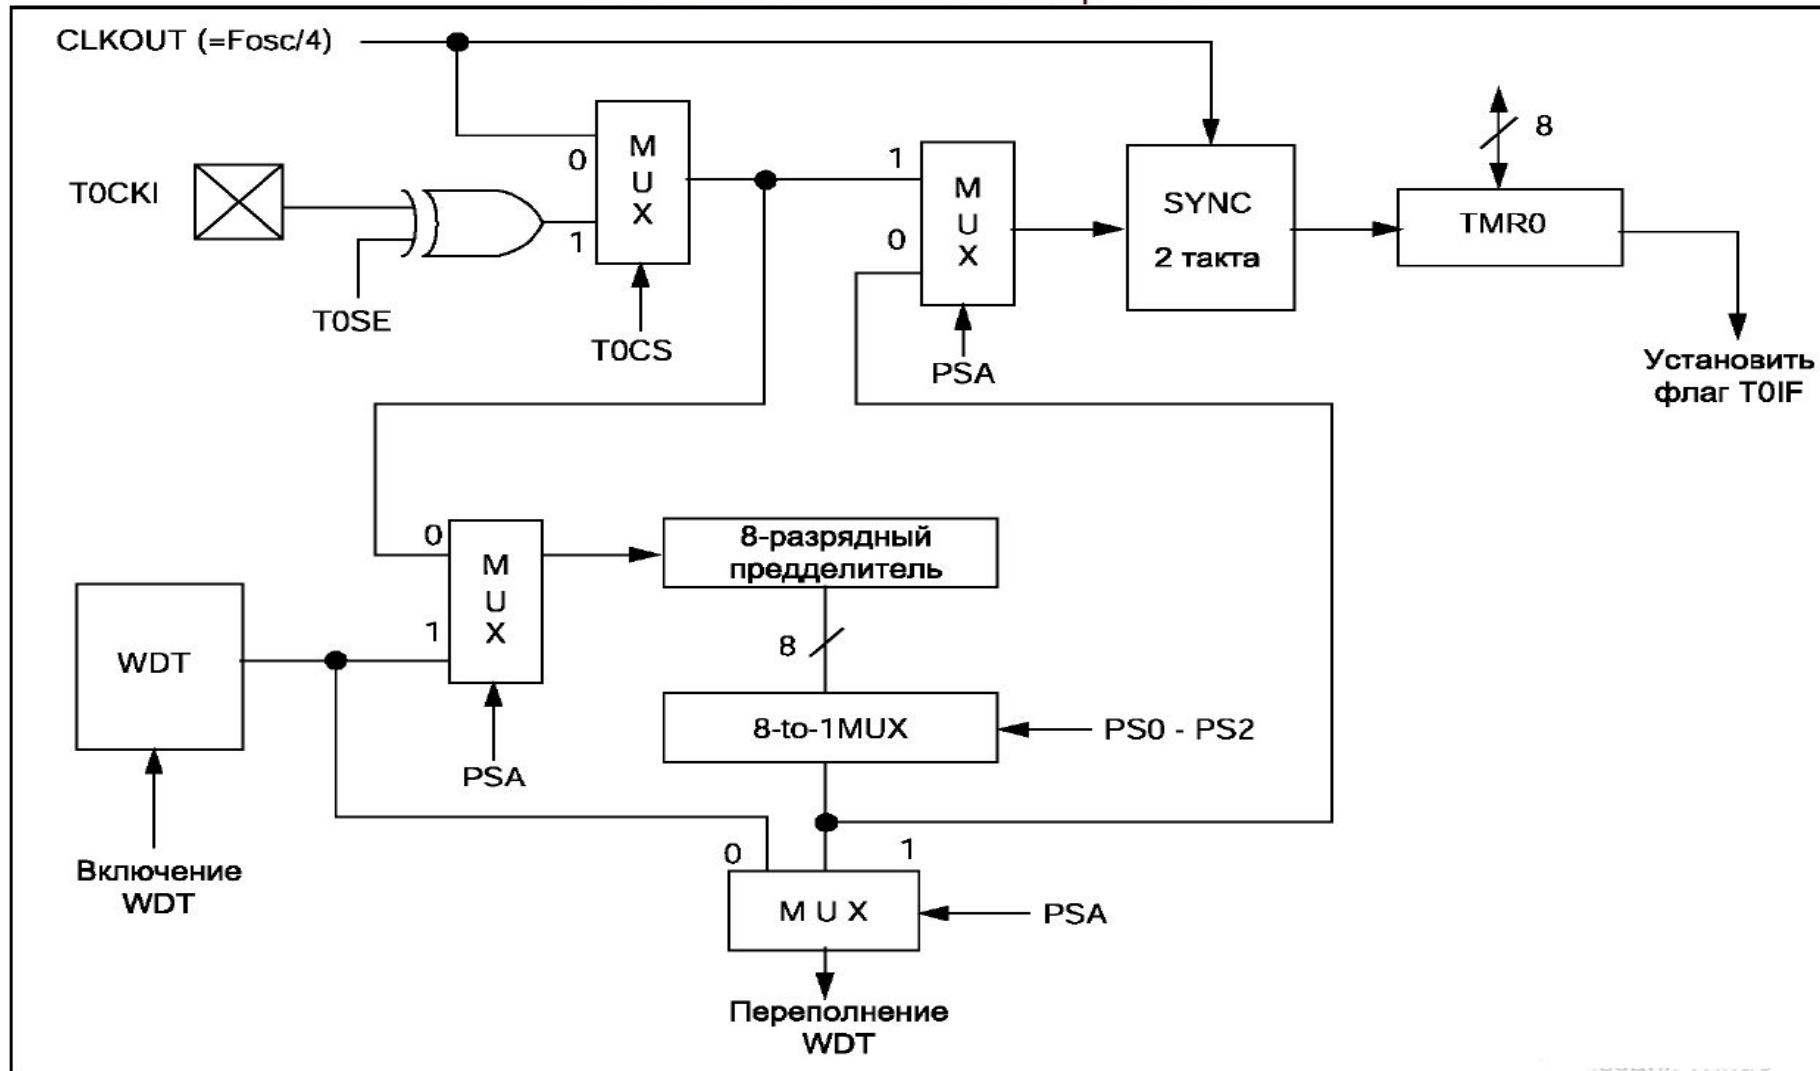 CLKOUT (=Fosc/4)
T0CKI
T0SE
0
1
M
U
X
T0CS
1
0
M
U
X
PSA
SYNC
2 такта
8
TMR0
Установить
флаг T0IF
0
1
M
U
X
PSA
8-разрядный
предделитель
8
8-to-1MUX
PS0 - PS2
WDT
Включение
WDT
0
1
M U X
PSA
Переполнение
WDT